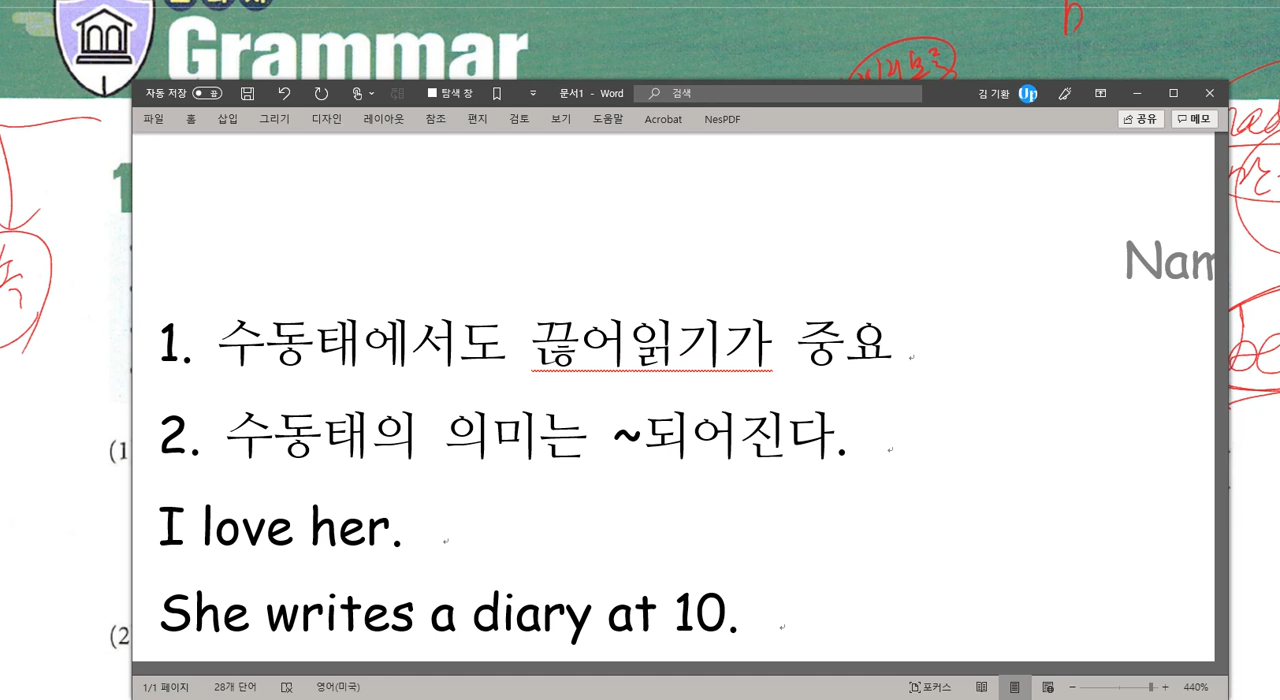 Grammar
자동 저장 탐색 창 문서1 - Word 검색 김 기환 Up
파일 홈 삽입 그리기 디자인 레이아웃 참조 편지 검토 보기 도움말 Acrobat NesPDF 공유 메모
Nam
1. 수동태에서도 끊어읽기가 중요
2. 수동태의 의미는 ~되어진다.
I love her.
She writes a diary at 10.
(1
(2
1/1 페이지 28개 단어 영어(미국) 포커스 440%